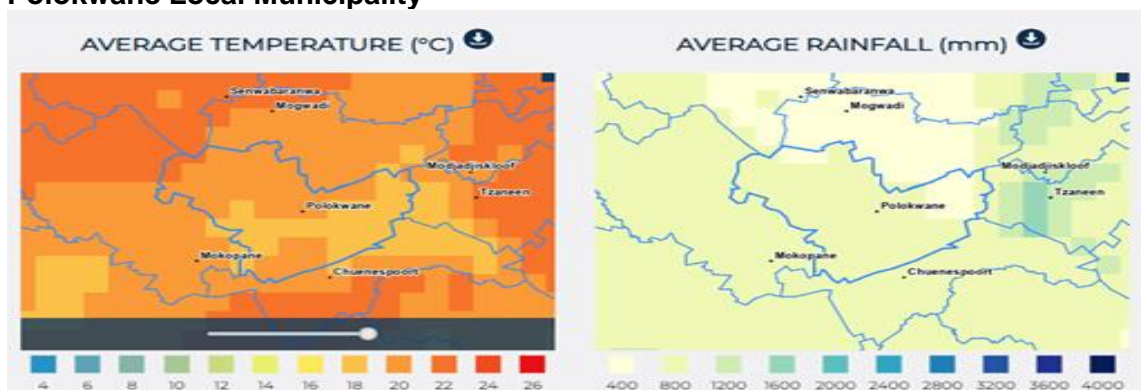 Polokwane Local Municipality
AVERAGE TEMPERATURE (°C)
Senwabaranwa
Mogwadi
Modjadjiskloof
Tzaneen
Polokwane
Mokopane
Chuenespoort
4 6 8 10 12 14 16 18 20 22 24 26
AVERAGE RAINFALL (mm)
Senwabaranwa
Mogwadi
Modjadjiskloof
Tzaneen
Polokwane
Mokopane
Chuenespoort
400 800 1200 1600 2000 2400 2800 3200 3600 4000